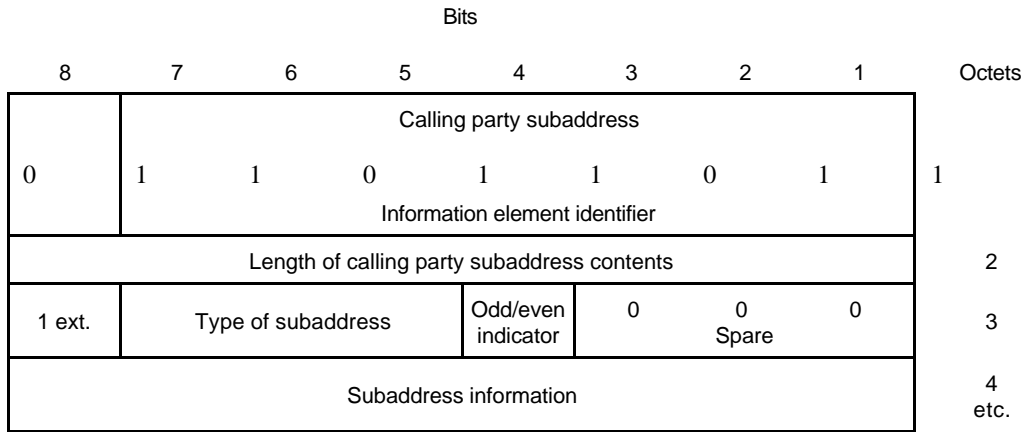 Bits
8 7 6 5 4 3 2 1 Octets
Calling party subaddress
0 1 1 0 1 1 0 1 1
Information element identifier
Length of calling party subaddress contents 2
1 ext. Type of subaddress Odd/even indicator 0 0 0 Spare 3
Subaddress information 4 etc.